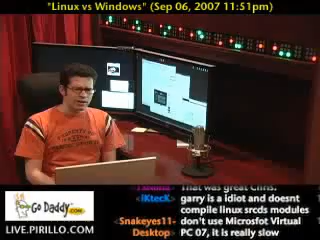 "Linux vs Windows" (Sep 06, 2007 11:51pm)
That was great Chris.
<iKtecK garry is a idiot and doesnt
compile linux srcds modules
<Snakeyes11- don't use Microsfot Virtual
Desktop> PC 07, it is really slow
Go Daddy.COM
LIVE.PIRILLO.COM